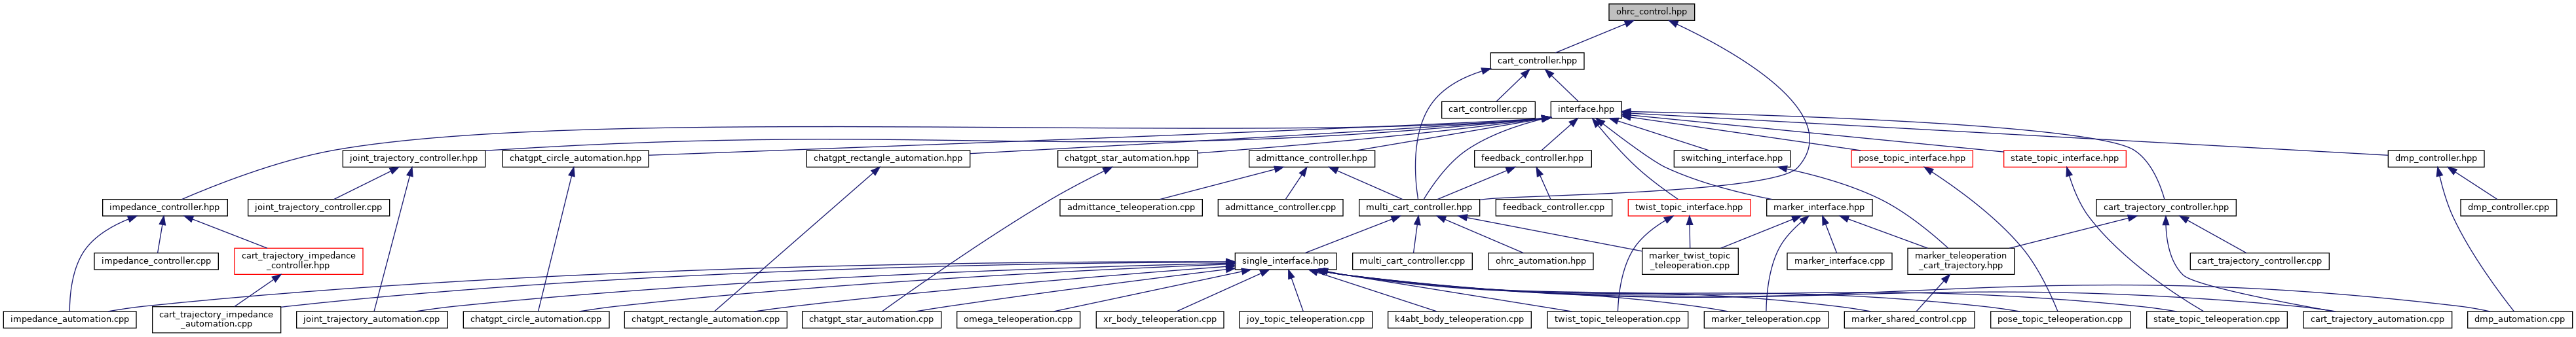 ohrc_control.hpp
cart_controller.hpp
cart_controller.cpp
interface.hpp
joint_trajectory_controller.hpp
chatgpt_circle_automation.hpp
chatgpt_rectangle_automation.hpp
chatgpt_star_automation.hpp
admittance_controller.hpp
feedback_controller.hpp
switching_interface.hpp
pose_topic_interface.hpp
state_topic_interface.hpp
dmp_controller.hpp
impedance_controller.hpp
joint_trajectory_controller.cpp
admittance_teleoperation.cpp
admittance_controller.cpp
multi_cart_controller.hpp
feedback_controller.cpp
twist_topic_interface.hpp
marker_interface.hpp
cart_trajectory_controller.hpp
dmp_controller.cpp
impedance_controller.cpp
cart_trajectory_impedance
_controller.hpp
single_interface.hpp
multi_cart_controller.cpp
ohrc_automation.hpp
marker_twist_topic
_teleoperation.cpp
marker_interface.cpp
marker_teleoperation
_cart_trajectory.hpp
cart_trajectory_controller.cpp
impedance_automation.cpp
cart_trajectory_impedance
_automation.cpp
joint_trajectory_automation.cpp
chatgpt_circle_automation.cpp
chatgpt_rectangle_automation.cpp
chatgpt_star_automation.cpp
omega_teleoperation.cpp
xr_body_teleoperation.cpp
joy_topic_teleoperation.cpp
k4abt_body_teleoperation.cpp
twist_topic_teleoperation.cpp
marker_teleoperation.cpp
marker_shared_control.cpp
pose_topic_teleoperation.cpp
state_topic_teleoperation.cpp
cart_trajectory_automation.cpp
dmp_automation.cpp